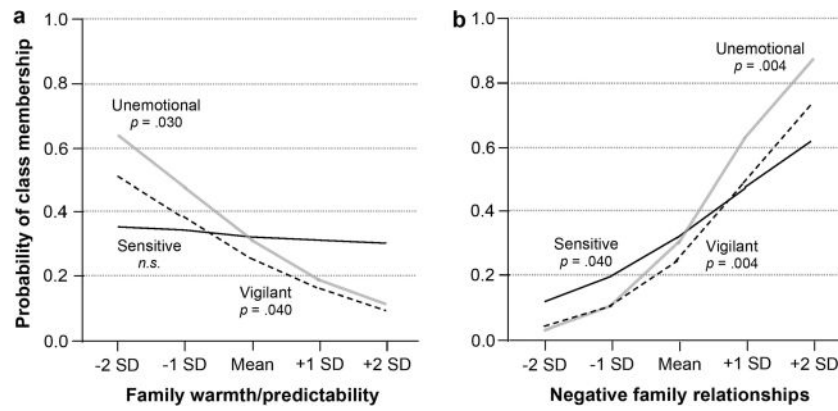 a
b
Probability of class membership
1.0
0.8
0.6
0.4
0.2
0.0
Unemotional
p = .030
Sensitive
n.s.
Vigilant
p = .040
-2 SD
-1 SD
Mean
+1 SD
+2 SD
Family warmth/predictability
1.0
0.8
0.6
0.4
0.2
0.0
Unemotional
p = .004
Sensitive
p = .040
Vigilant
p = .004
-2 SD
-1 SD
Mean
+1 SD
+2 SD
Negative family relationships